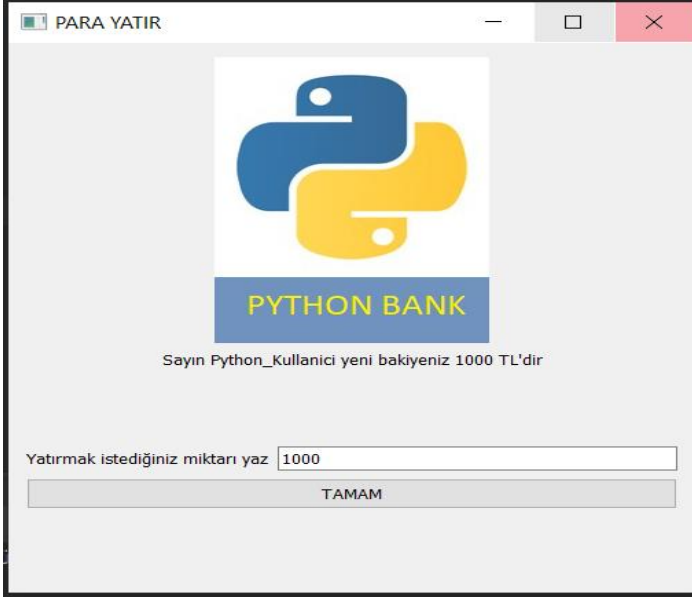 PARA YATIR
PYTHON BANK
Sayın Python_Kullanici yeni bakiyeniz 1000 TL'dir
Yatırmak istediğiniz miktarı yaz 1000
TAMAM